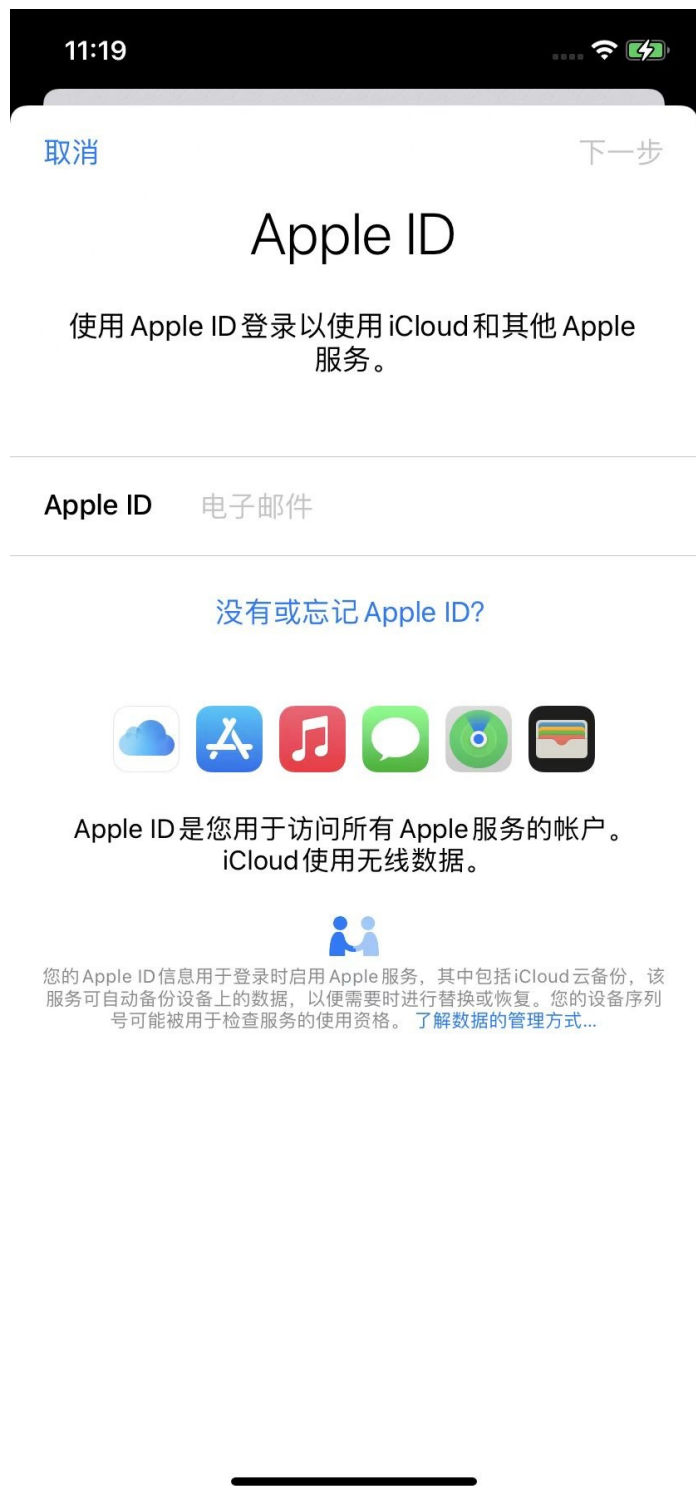 11:19
取消
下一步
Apple ID
使用 Apple ID 登录以使用 iCloud 和其他 Apple
服务。
Apple ID 电子邮件
没有或忘记 Apple ID?
Apple ID 是您用于访问所有 Apple 服务的帐户。
iCloud 使用无线数据。
您的 Apple ID 信息用于登录时启用 Apple 服务，其中包括 iCloud 云备份，该
服务可自动备份设备上的数据，以便需要时进行替换或恢复。您的设备序列
号可能被用于检查服务的使用资格。 了解数据的管理方式...